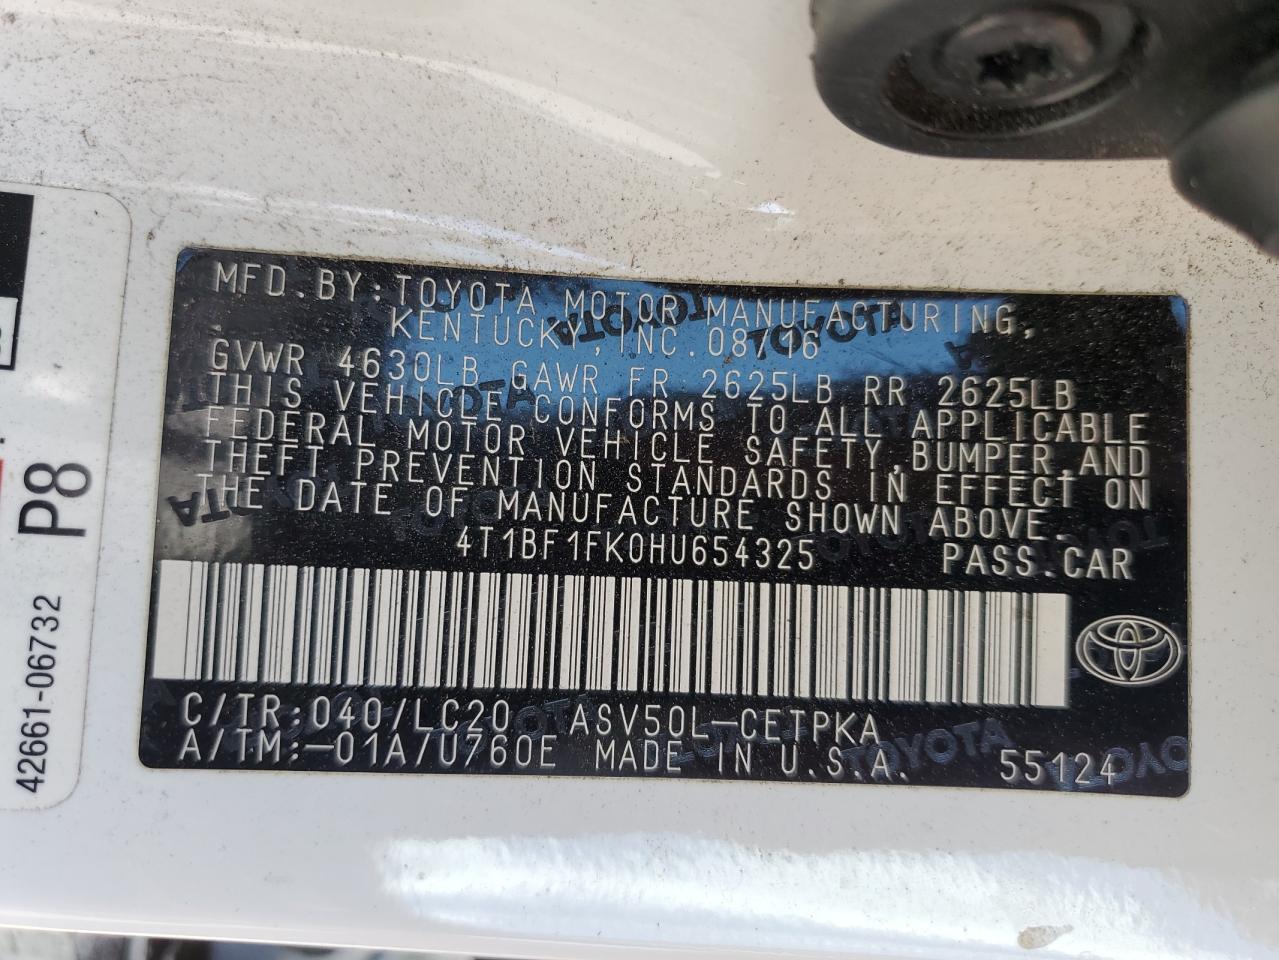 MFD.BY:TOYOTA MOTOR MANUFACTURING,
KENTUCKY,INC.08/16
GVWR 4630LB GAWR FR 2625LB RR 2625LB
THIS VEHICLE CONFORMS TO ALL APPLICABLE
FEDERAL MOTOR VEHICLE SAFETY,BUMPER,AND
THEFT PREVENTION STANDARDS IN EFFECT ON
THE DATE OF MANUFACTURE SHOWN ABOVE.
4T1BF1FK0HU654325 PASS.CAR
C/TR:040/LC20 ASV50L-CETPKA
A/TM:-01A/U760E MADE IN U.S.A. 55124
P8
42661-06732